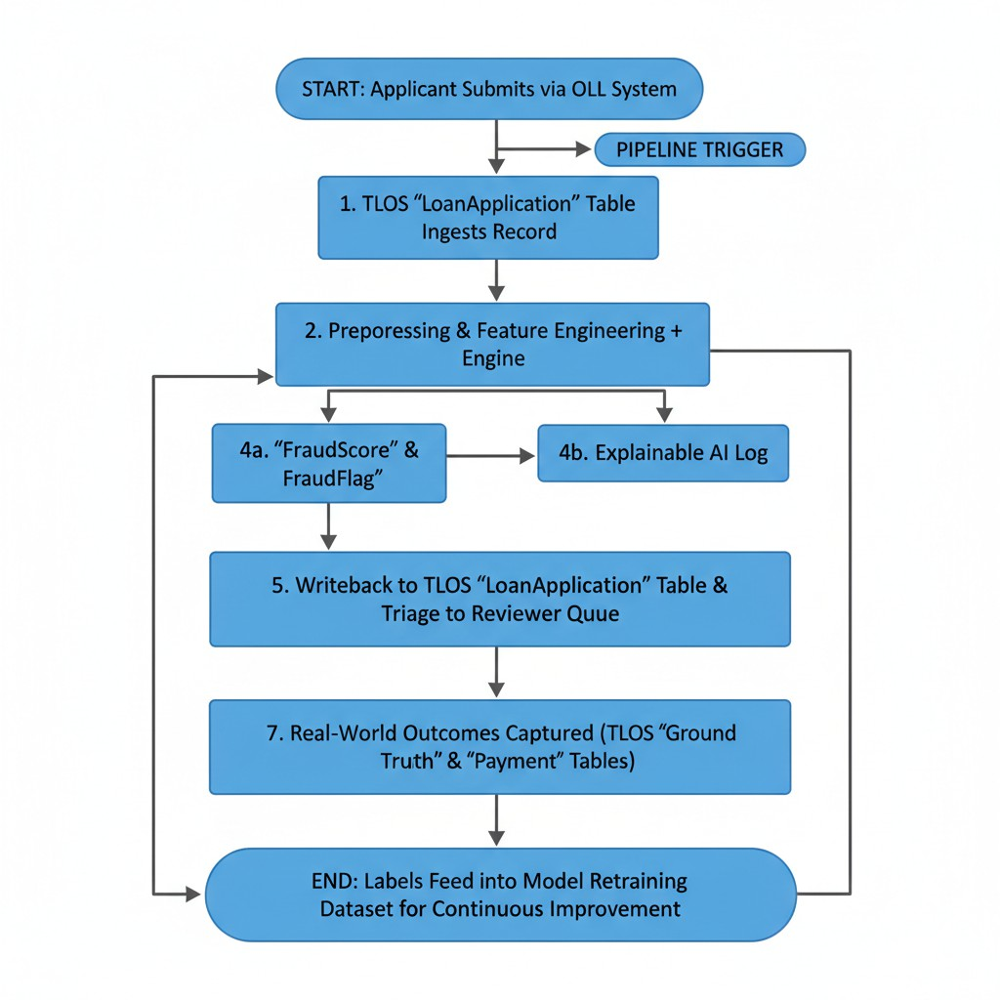 START: Applicant Submits via OLL System
PIPELINE TRIGGER
1. TLOS “LoanApplication” Table
Ingests Record
2. Preporessing & Feature Engineering +
Engine
4a. “FraudScore” &
FraudFlag”
4b. Explainable AI Log
5. Writeback to TLOS “LoanApplication” Table &
Triage to Reviewer Quue
7. Real-World Outcomes Captured (TLOS “Ground
Truth” & “Payment” Tables)
END: Labels Feed into Model Retraining
Dataset for Continuous Improvement